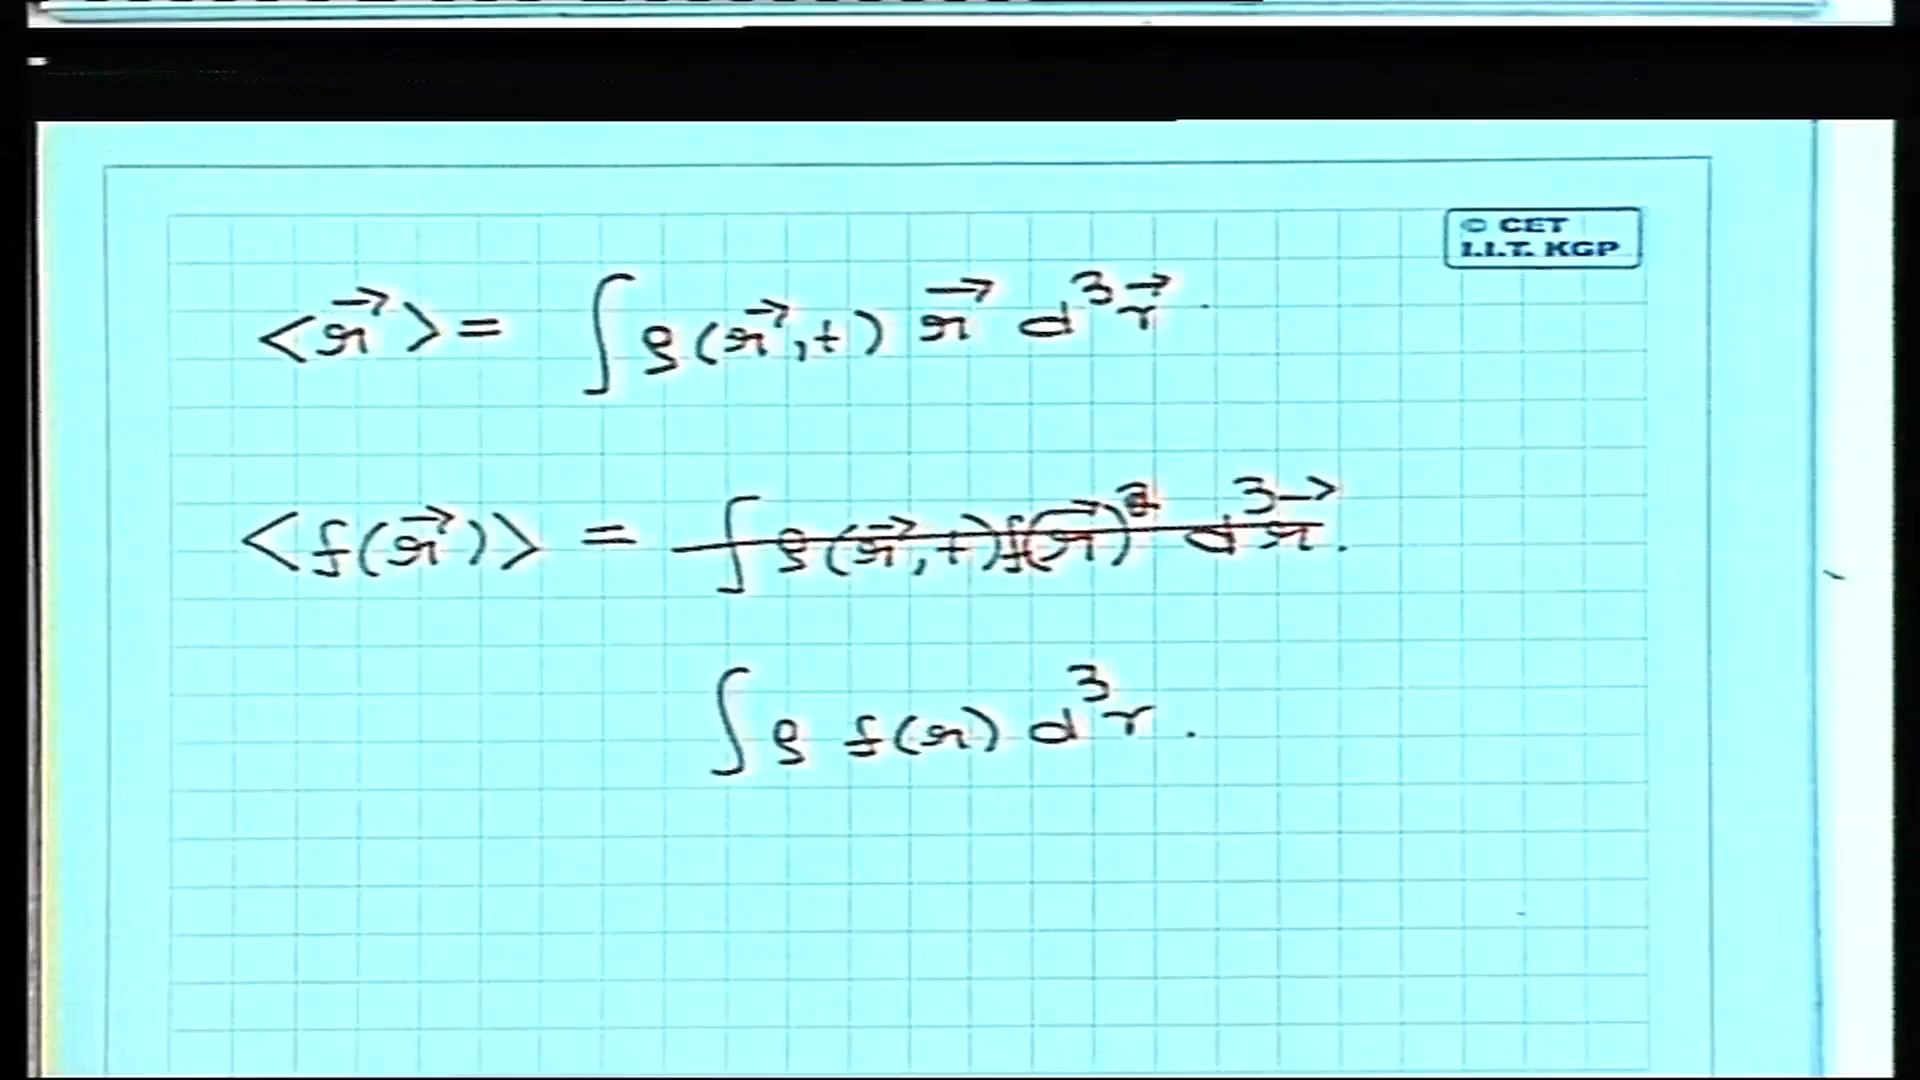 © CET
I.I.T. KGP
<r⃗> = ∫ρ(r⃗,t) r⃗ d³r⃗.
<f(r⃗)> = ∫ρ(r⃗,t)f(r⃗) d³r⃗.
∫ρ f(r) d³r.